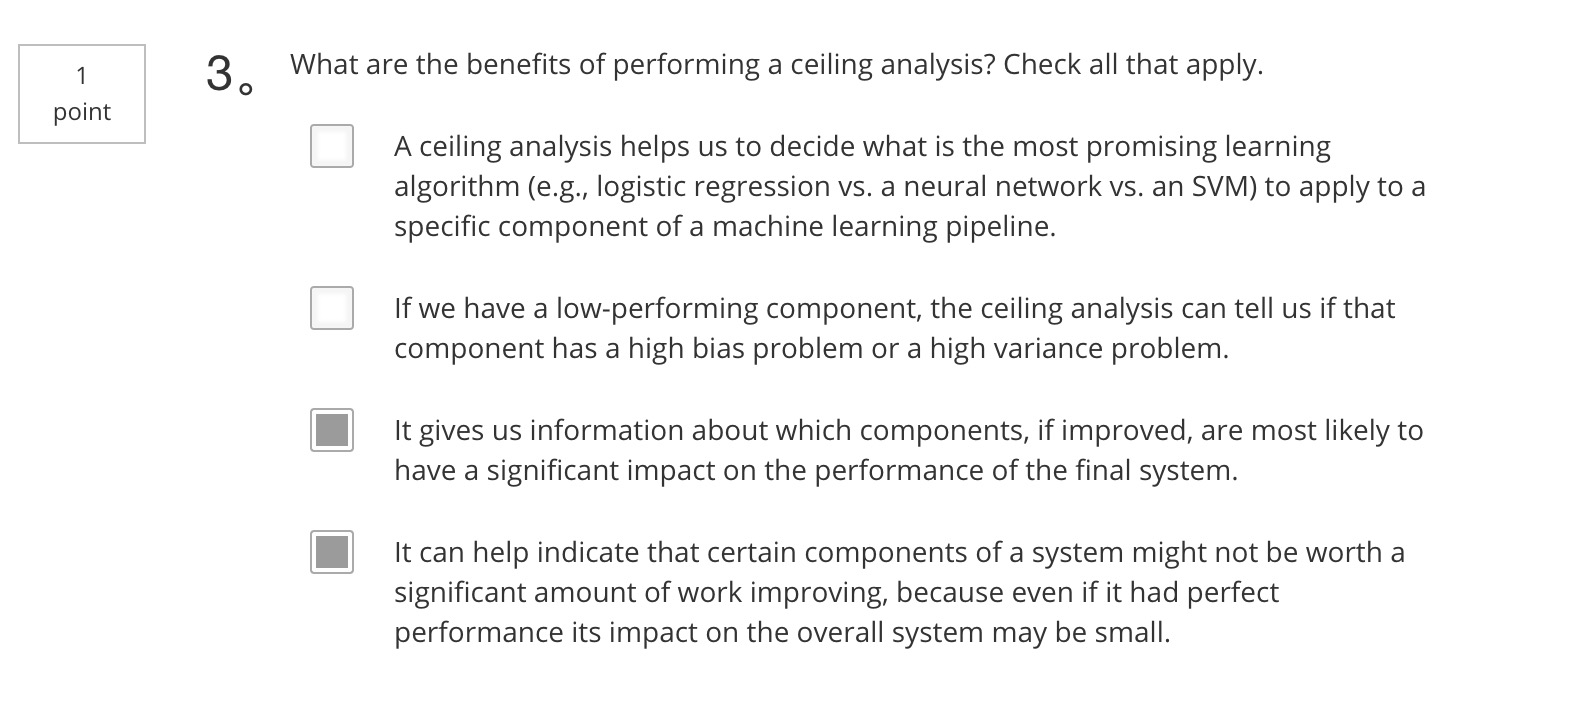 1
point
3。
What are the benefits of performing a ceiling analysis? Check all that apply.
A ceiling analysis helps us to decide what is the most promising learning
algorithm (e.g., logistic regression vs. a neural network vs. an SVM) to apply to a
specific component of a machine learning pipeline.
If we have a low-performing component, the ceiling analysis can tell us if that
component has a high bias problem or a high variance problem.
It gives us information about which components, if improved, are most likely to
have a significant impact on the performance of the final system.
It can help indicate that certain components of a system might not be worth a
significant amount of work improving, because even if it had perfect
performance its impact on the overall system may be small.